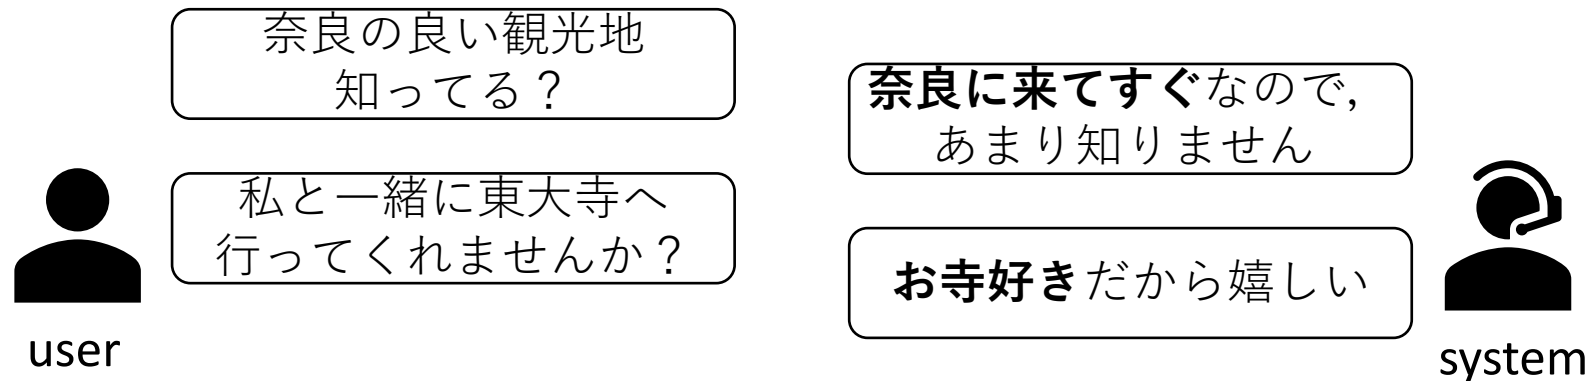 奈良の良い観光地
知ってる？
奈良に来てすぐなので,
あまり知りません
私と一緒に東大寺へ
行ってくれませんか？
お寺好きだから嬉しい
user
system